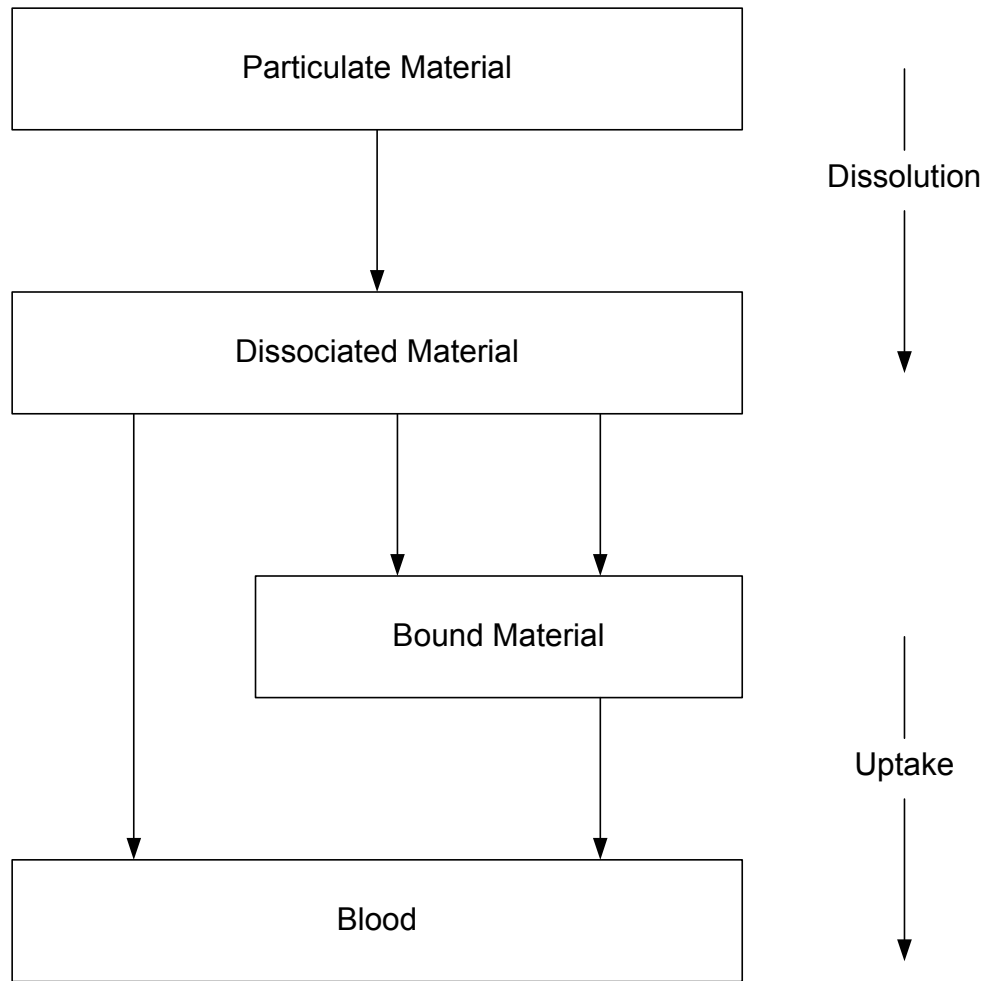 Particulate Material
Dissolution
Dissociated Material
Bound Material
Uptake
Blood